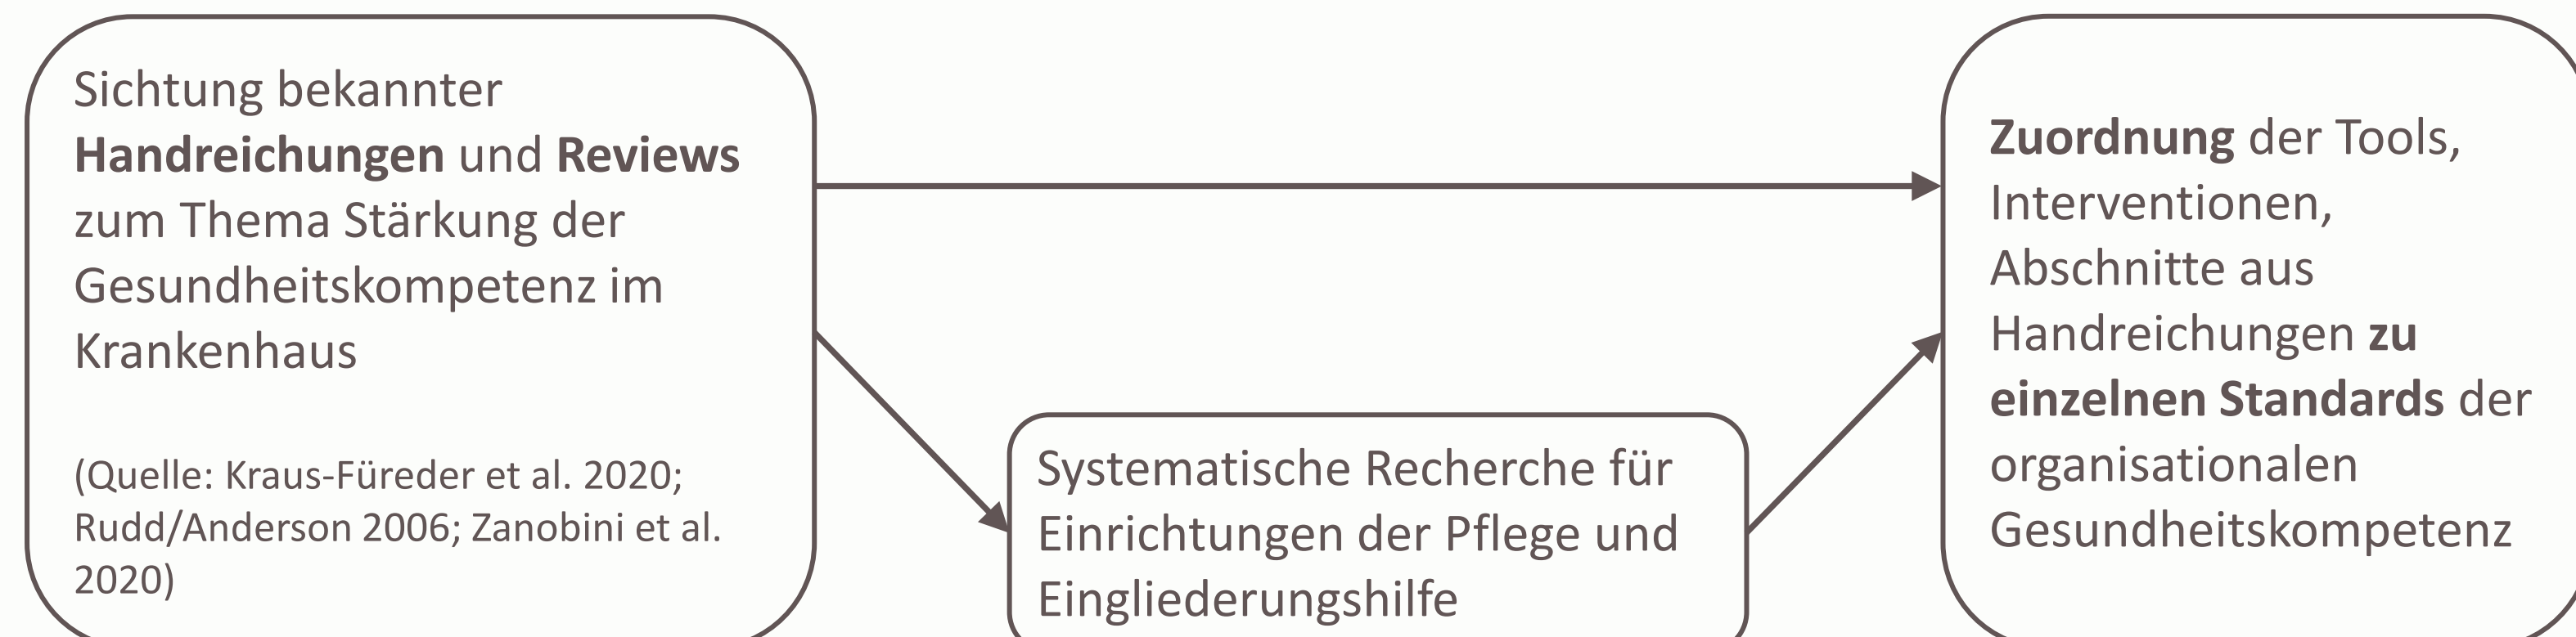 Sichtung bekannter
Handreichungen und Reviews
zum Thema Stärkung der
Gesundheitskompetenz im
Krankenhaus
(Quelle: Kraus-Füreder et al. 2020;
Rudd/Anderson 2006; Zanobini et al.
2020)
Systematische Recherche für
Einrichtungen der Pflege und
Eingliederungshilfe
Zuordnung der Tools,
Interventionen,
Abschnitte aus
Handreichungen zu
einzelnen Standards der
organisationalen
Gesundheitskompetenz